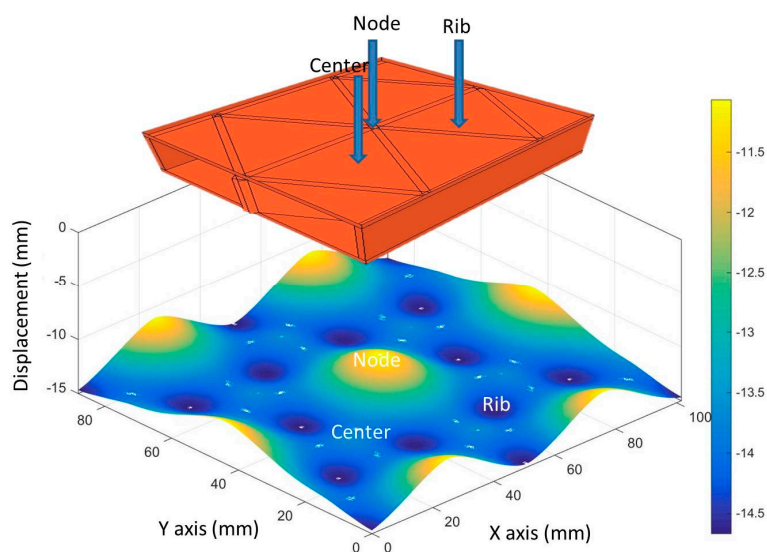 Node
Rib
Center
-11.5
-12
-12.5
-13
-13.5
-14
-14.5
Displacement (mm)
0
-5
-10
-15
Node
Rib
Center
80
60
40
20
0
Y axis (mm)
0
20
40
60
80
100
X axis (mm)